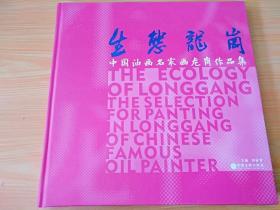 生態龍崗
中国油画名家画龙岗作品集
THE ECOLOGY
OF LONGGANG
THE SELECTION
FOR PANTING
IN LONGGANG
OF CHINESE
FAMOUS
OIL PAINTER